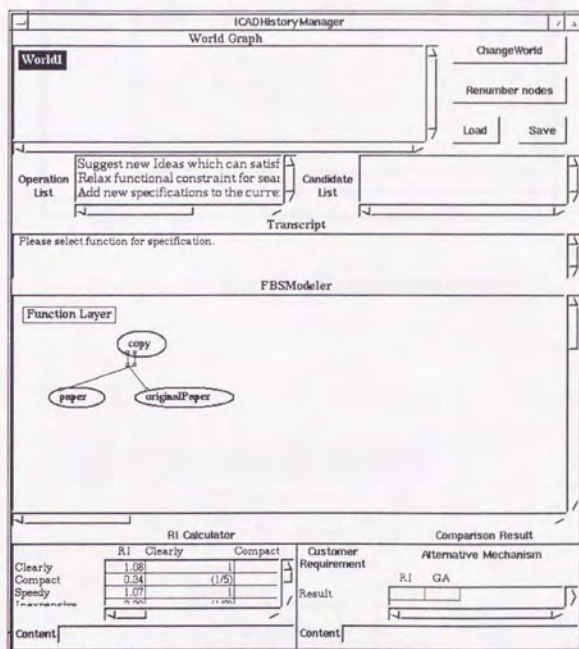 ICADHistoryManager
World Graph
World1
ChangeWorld
Renumber nodes
Load Save
Operation List
Suggest new Ideas which can satisf
Relax functional constraint for sear
Add new specifications to the curre
Candidate List
Transcript
Please select function for specification.
FBSModeler
Function Layer
copy
paper originalPaper
RI Calculator
RI Clearly Compact
Clearly 1.08 1
Compact 0.34 (1/5)
Speedy 1.07 1
Content
Comparison Result
Customer Requirement
Alternative Mechanism
RI GA
Result
Content